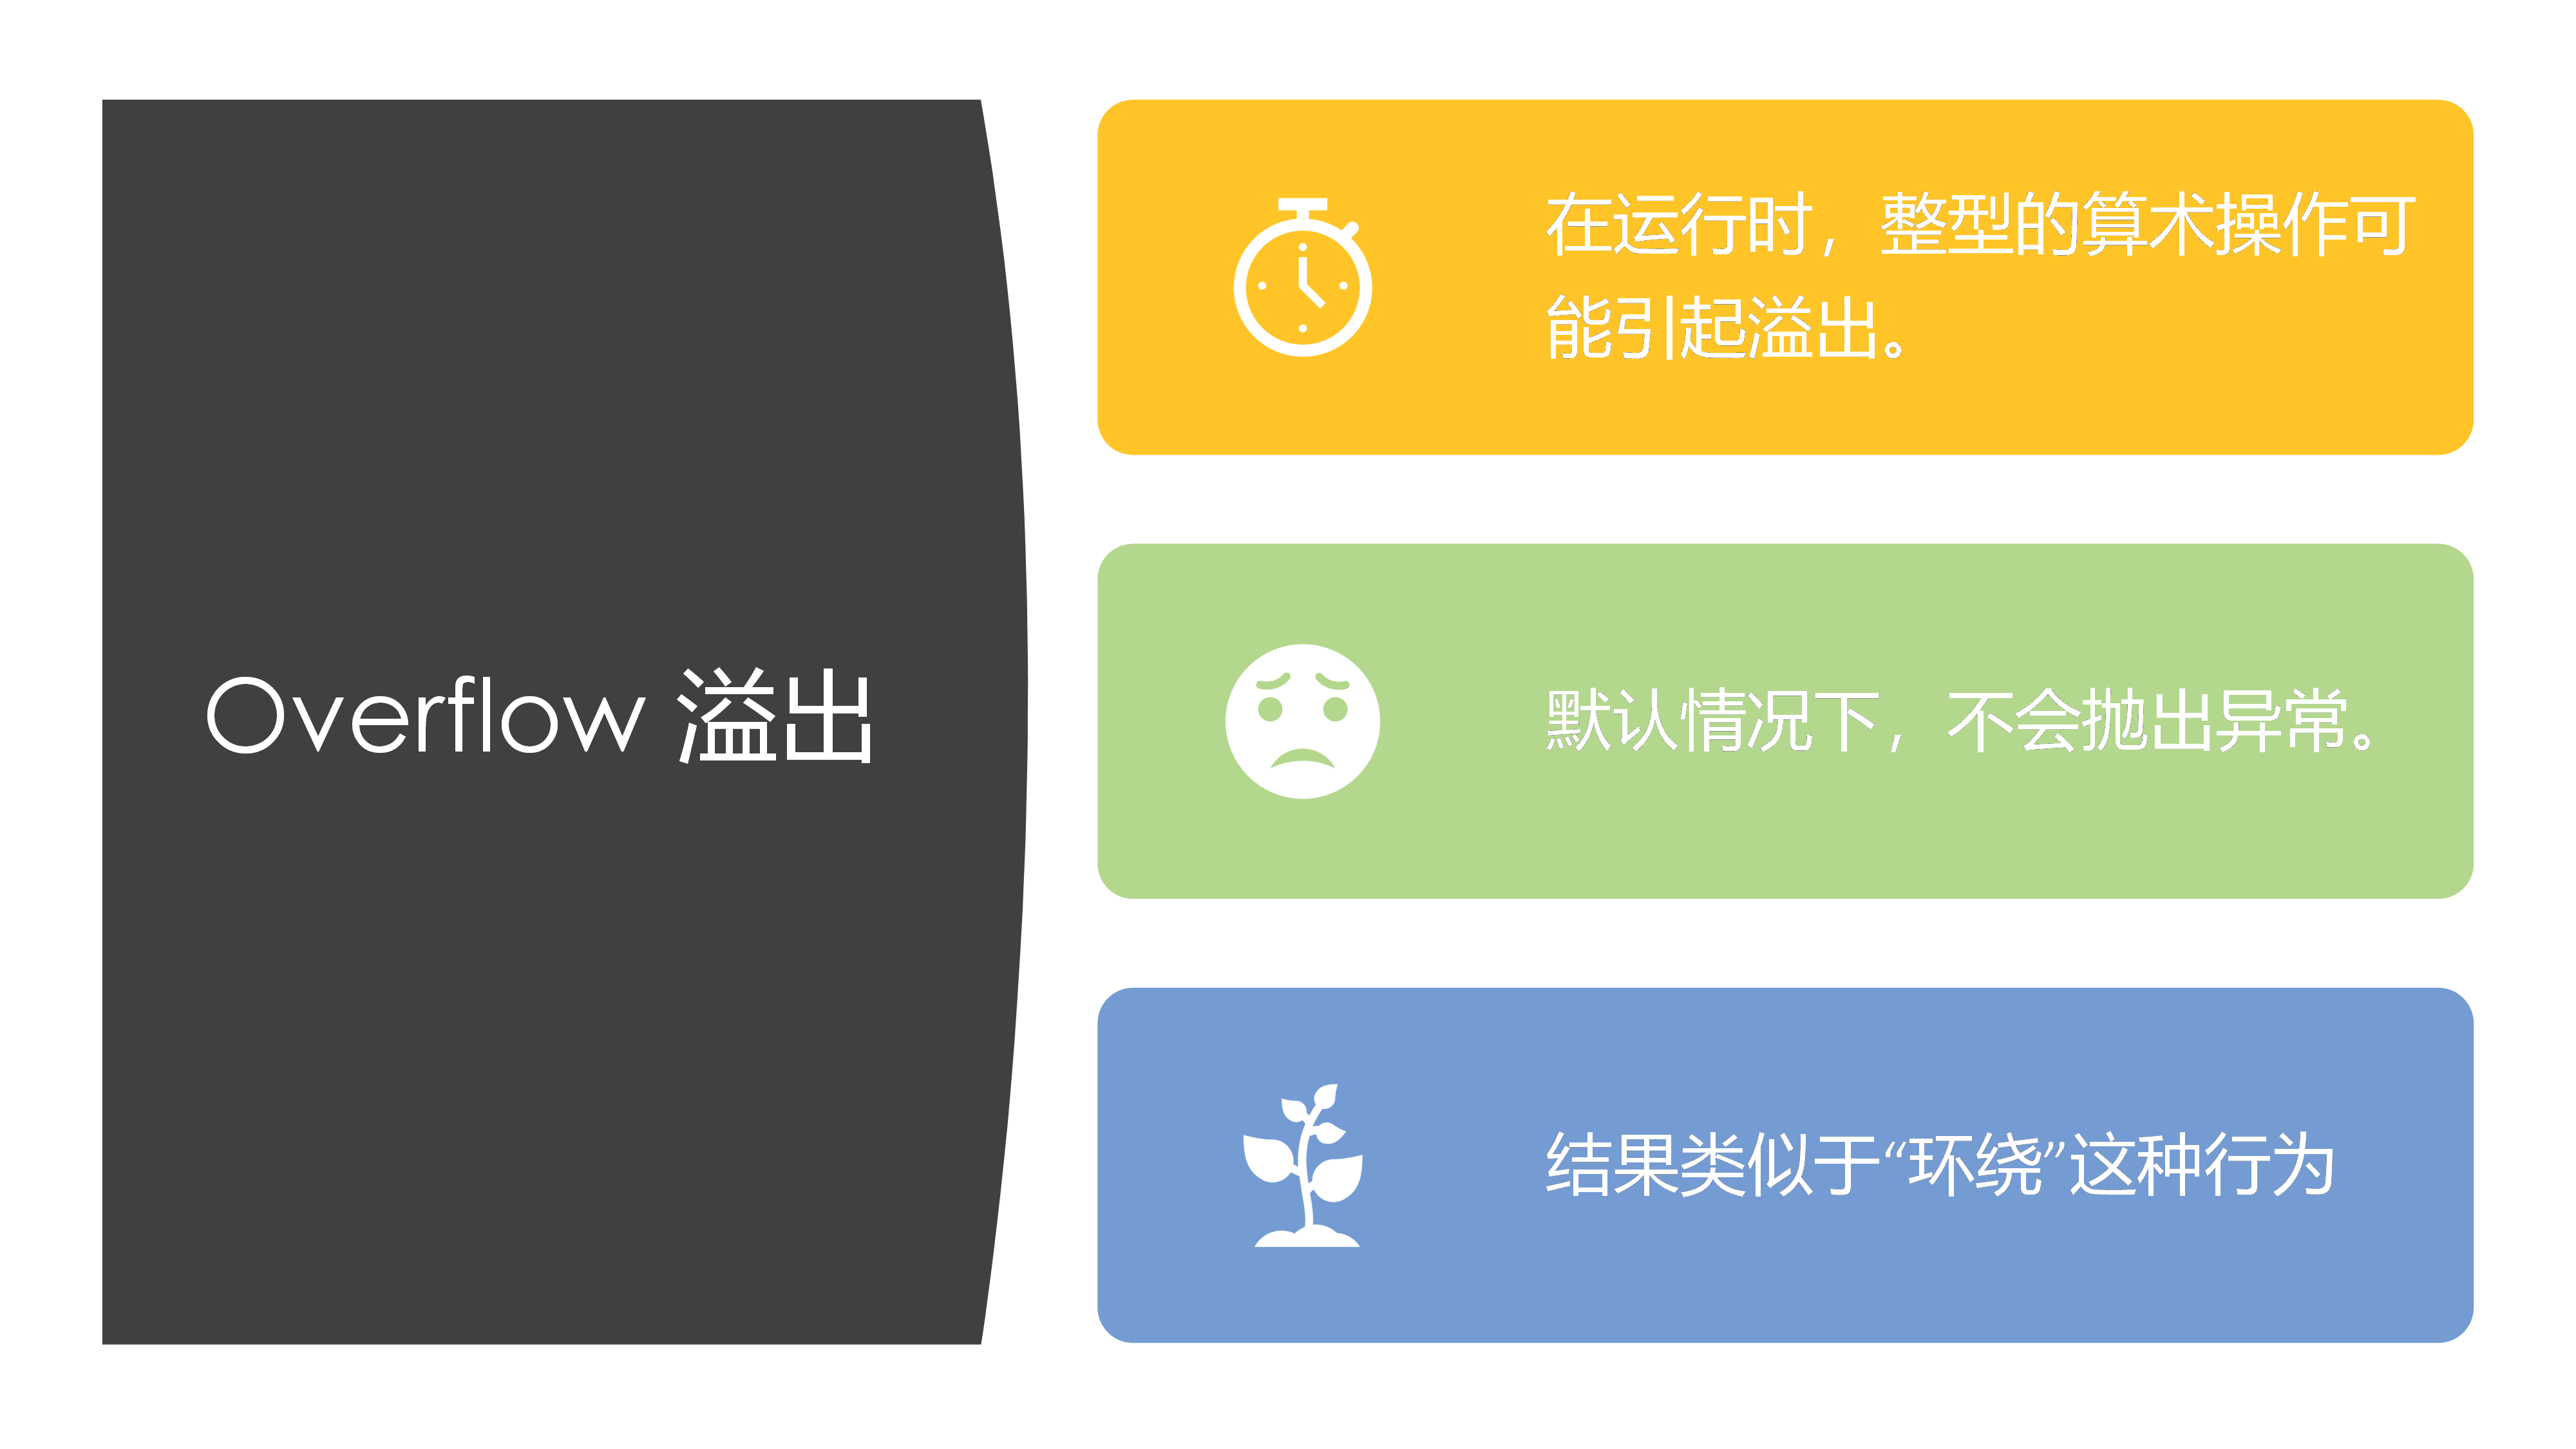 Overflow 溢出
在运行时，整型的算术操作可
能引起溢出。
默认情况下，不会抛出异常。
结果类似于“环绕”这种行为